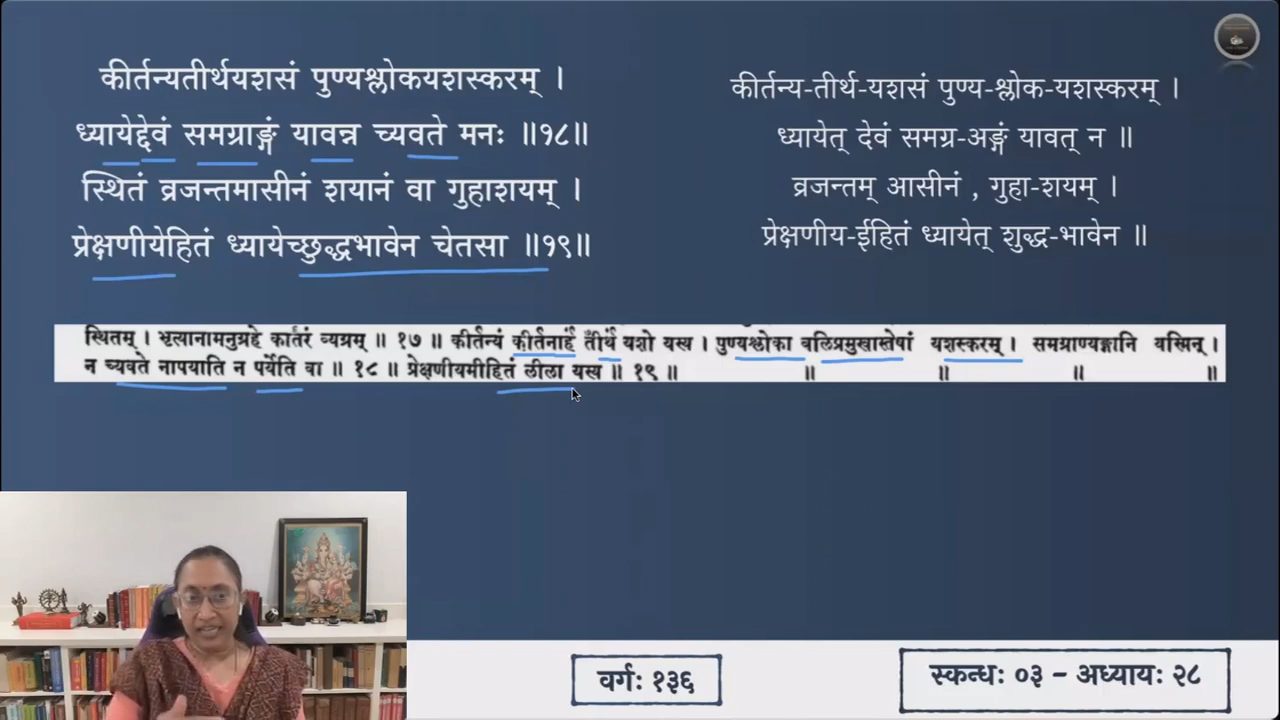 कीर्तन्यतीर्थयशसं पुण्यश्लोकयशस्करम् ।
ध्यायेद्देवं समग्राङ्गं यावन्न च्यवते मनः ॥१८॥
स्थितं व्रजन्तमासीनं शयानं वा गुहाशयम् ।
प्रेक्षणीयेहितं ध्यायेच्छुद्धभावेन चेतसा ॥१९॥
कीर्तन्य-तीर्थ-यशसं पुण्य-श्लोक-यशस्करम् ।
ध्यायेत् देवं समग्र-अङ्गं यावत् न ॥
व्रजन्तम् आसीनं , गुहा-शयम् ।
प्रेक्षणीय-ईहितं ध्यायेत् शुद्ध-भावेन ॥
स्थितम् । भृत्यानामनुग्रहे कातरं व्यग्रम् ॥ १७ ॥ कीर्तन्यं कीर्तनार्हं तीर्थं यशो यस्य । पुण्यश्लोका बलिप्रमुखास्तेषां यशस्करम् । समग्राण्यङ्गानि यस्मिन् ।
न च्यवते नापयाति न पर्येति वा ॥ १८ ॥ प्रेक्षणीयमीहितं लीला यस्य ॥ १९ ॥ ॥ ॥ ॥ ॥
वर्गः १३६
स्कन्धः ०३ – अध्यायः २८